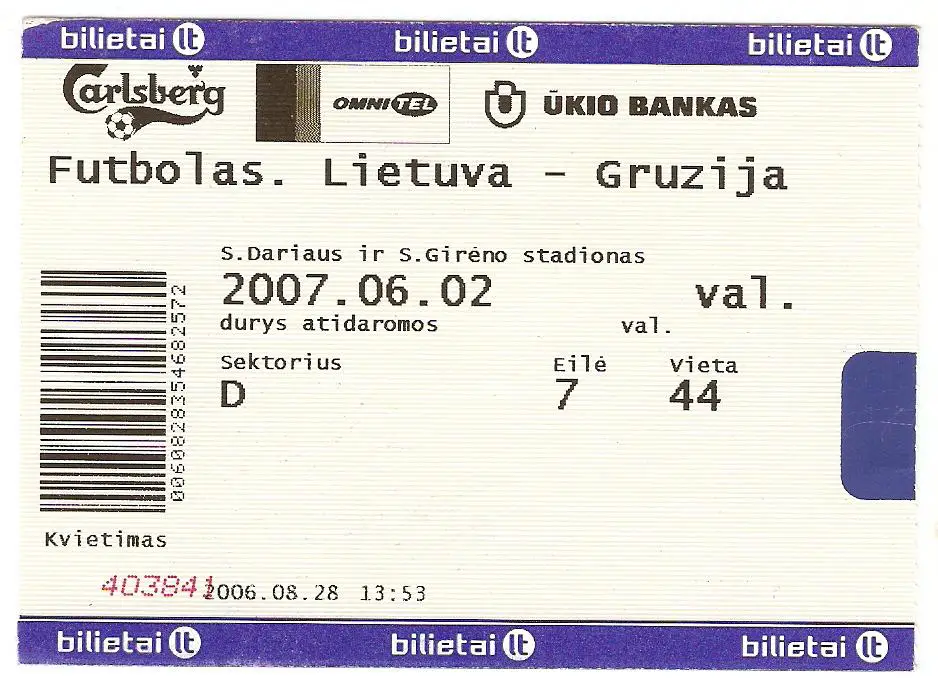 bilietai lt bilietai lt bilietai lt
Carlsberg OMNITEL ŪKIO BANKAS
Futbolas. Lietuva - Gruzija
S.Dariaus ir S.Girėno stadionas
2007.06.02 val.
durys atidaromos val.
Sektorius Eilė Vieta
D 7 44
0060828354682572
Kvietimas
403841
2006.08.28 13:53
bilietai lt bilietai lt bilietai lt